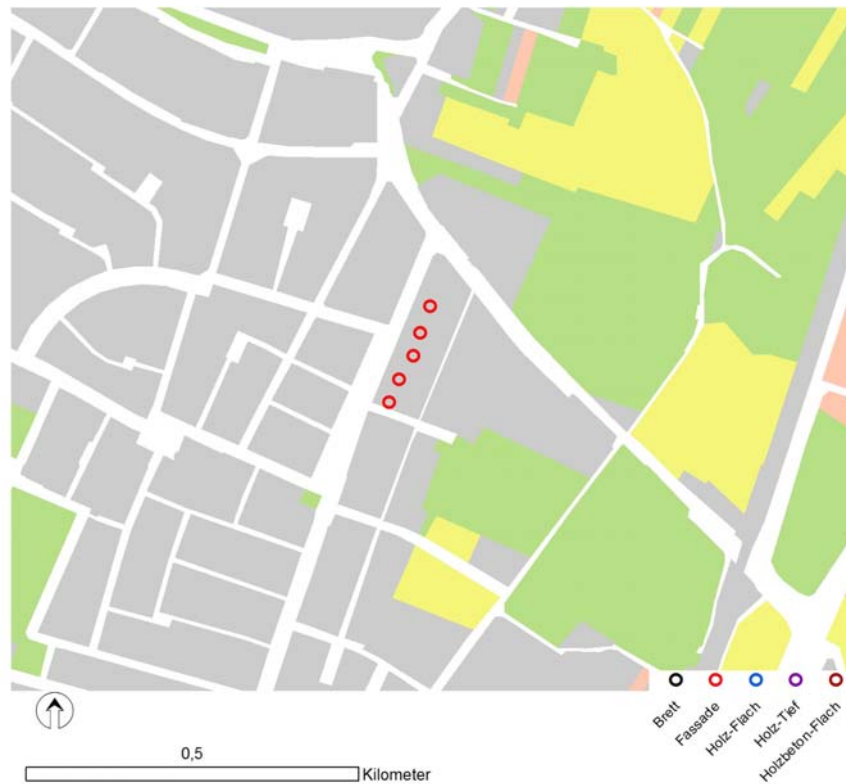 Brett
Fassade
Holz-Flach
Holz-Tief
Holzbeton-Flach
0,5
Kilometer